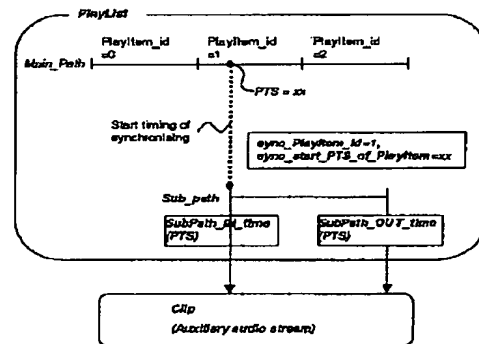 PlayList
PlayItem_id
=0
PlayItem_id
=1
PlayItem_id
=2
Main_Path
PTS = xx
Start timing of
synchronizing
sync_PlayItem_id=1,
sync_start_PTS_of_PlayItem=xx
Sub_path
SubPath_IN_time
(PTS)
SubPath_OUT_time
(PTS)
Clip
(Auxiliary audio stream)